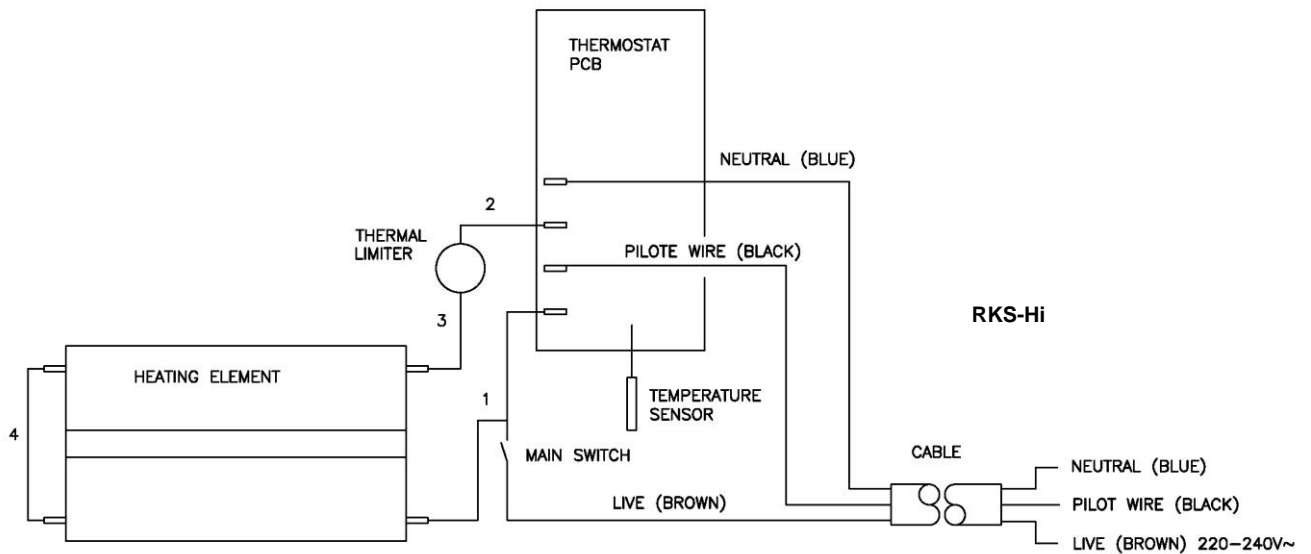 THERMOSTAT
PCB
NEUTRAL (BLUE)
2
THERMAL
LIMITER
PILOTE WIRE (BLACK)
3
RKS-Hi
HEATING ELEMENT
1
TEMPERATURE
SENSOR
4
MAIN SWITCH
CABLE
NEUTRAL (BLUE)
LIVE (BROWN)
PILOT WIRE (BLACK)
LIVE (BROWN) 220-240V~